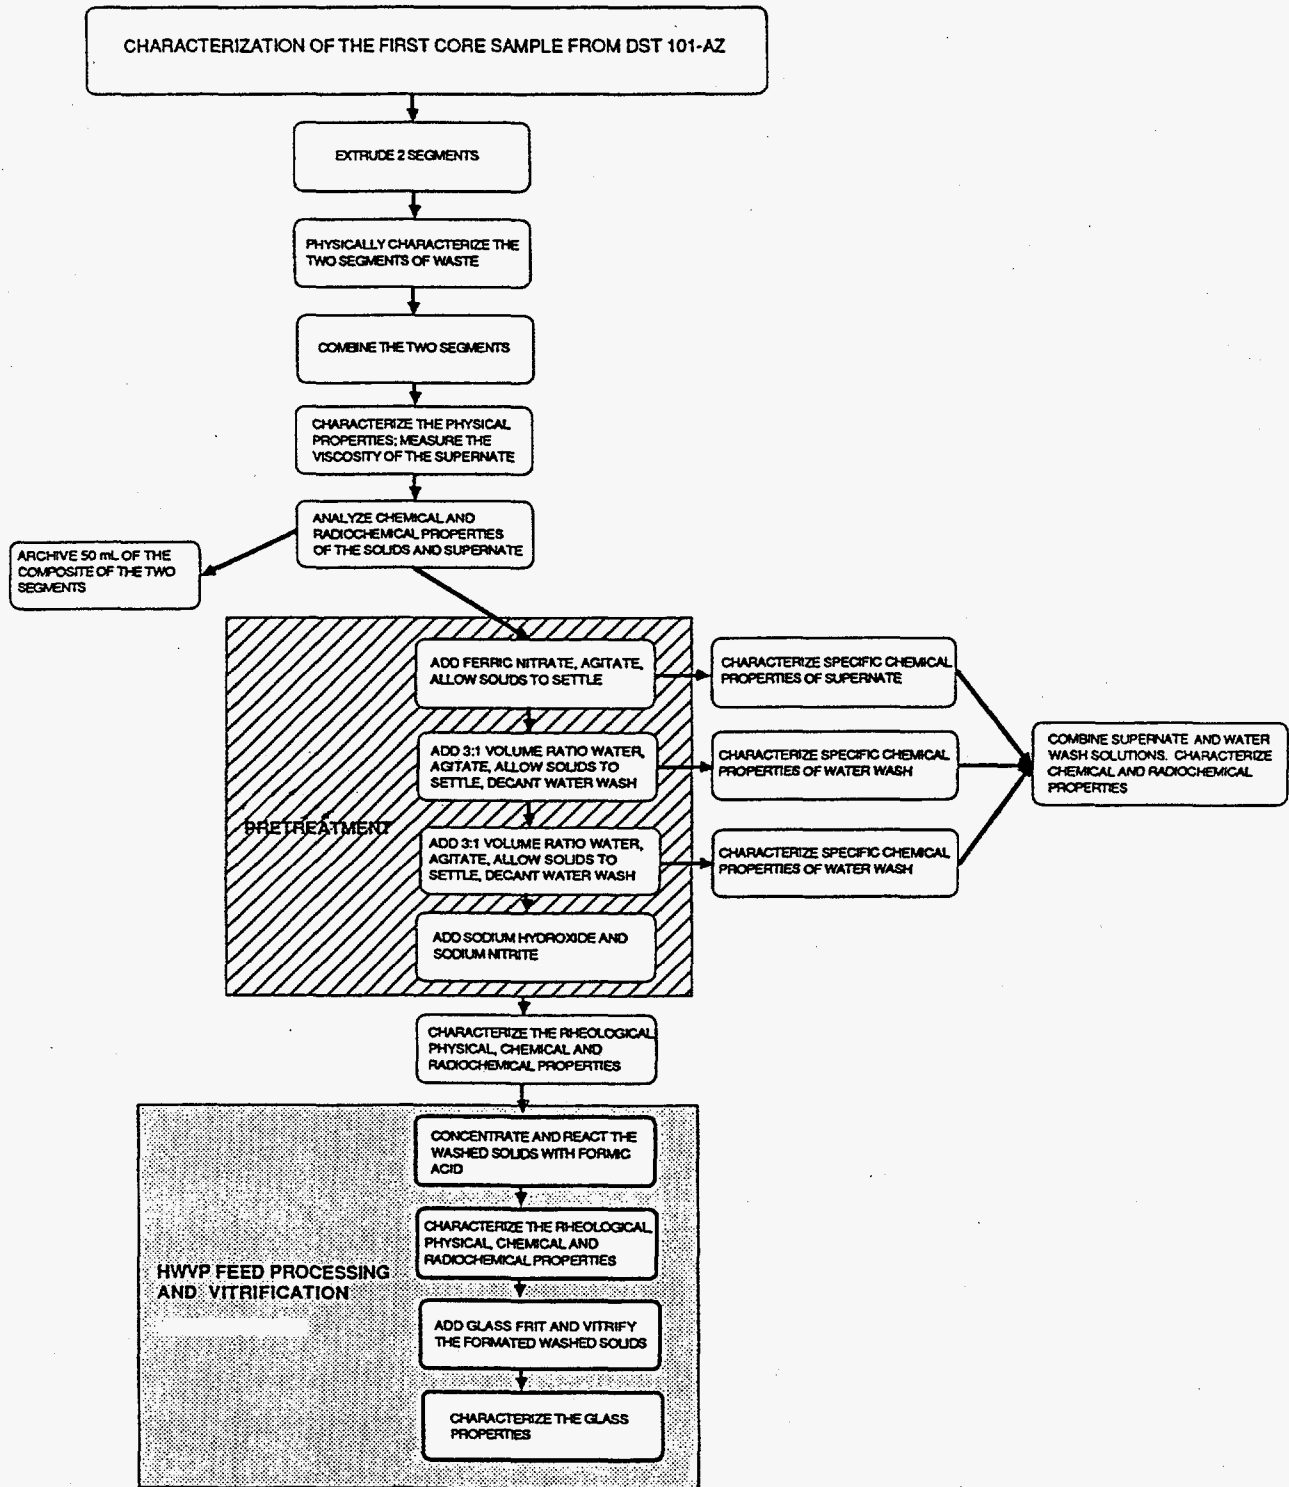 CHARACTERIZATION OF THE FIRST CORE SAMPLE FROM DST 101-AZ
EXTRUDE 2 SEGMENTS
PHYSICALLY CHARACTERIZE THE
TWO SEGMENTS OF WASTE
COMBINE THE TWO SEGMENTS
CHARACTERIZE THE PHYSICAL
PROPERTIES; MEASURE THE
VISCOSITY OF THE SUPERNATE
ANALYZE CHEMICAL AND
RADIOCHEMICAL PROPERTIES
OF THE SOLIDS AND SUPERNATE
ARCHIVE 50 mL OF THE
COMPOSITE OF THE TWO
SEGMENTS
PRETREATMENT
ADD FERRIC NITRATE, AGITATE,
ALLOW SOLIDS TO SETTLE
CHARACTERIZE SPECIFIC CHEMICAL
PROPERTIES OF SUPERNATE
ADD 3:1 VOLUME RATIO WATER,
AGITATE, ALLOW SOLIDS TO
SETTLE, DECANT WATER WASH
CHARACTERIZE SPECIFIC CHEMICAL
PROPERTIES OF WATER WASH
COMBINE SUPERNATE AND WATER
WASH SOLUTIONS. CHARACTERIZE
CHEMICAL AND RADIOCHEMICAL
PROPERTIES
ADD 3:1 VOLUME RATIO WATER,
AGITATE, ALLOW SOLIDS TO
SETTLE, DECANT WATER WASH
CHARACTERIZE SPECIFIC CHEMICAL
PROPERTIES OF WATER WASH
ADD SODIUM HYDROXIDE AND
SODIUM NITRITE
CHARACTERIZE THE RHEOLOGICAL
PHYSICAL, CHEMICAL AND
RADIOCHEMICAL PROPERTIES
HWVP FEED PROCESSING
AND VITRIFICATION
CONCENTRATE AND REACT THE
WASHED SOLIDS WITH FORMIC
ACID
CHARACTERIZE THE RHEOLOGICAL,
PHYSICAL, CHEMICAL AND
RADIOCHEMICAL PROPERTIES
ADD GLASS FRIT AND VITRIFY
THE FORMATED WASHED SOLIDS
CHARACTERIZE THE GLASS
PROPERTIES